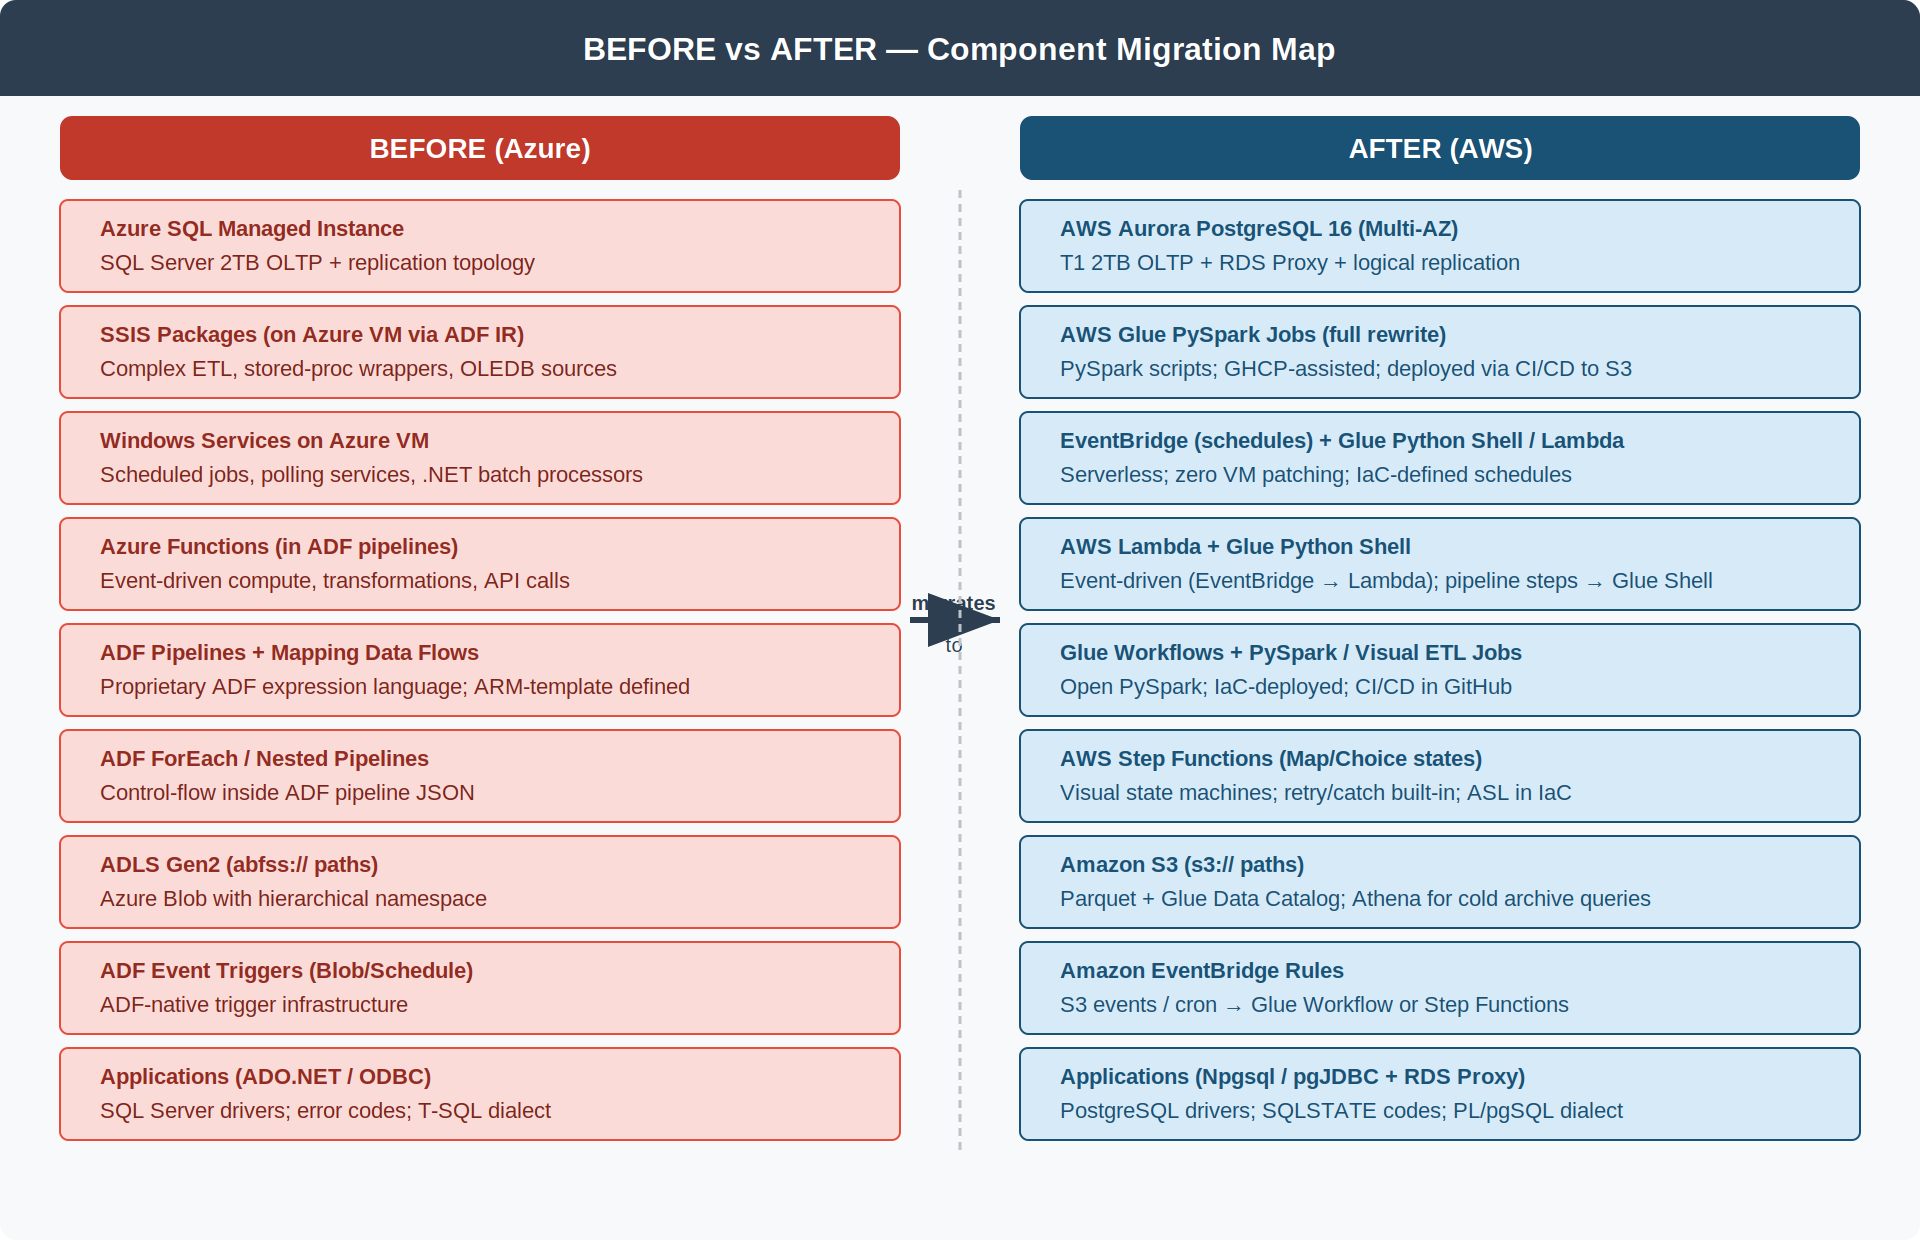 BEFORE vs AFTER — Component Migration Map
BEFORE (Azure)
Azure SQL Managed Instance
SQL Server 2TB OLTP + replication topology
SSIS Packages (on Azure VM via ADF IR)
Complex ETL, stored-proc wrappers, OLEDB sources
Windows Services on Azure VM
Scheduled jobs, polling services, .NET batch processors
Azure Functions (in ADF pipelines)
Event-driven compute, transformations, API calls
ADF Pipelines + Mapping Data Flows
Proprietary ADF expression language; ARM-template defined
ADF ForEach / Nested Pipelines
Control-flow inside ADF pipeline JSON
ADLS Gen2 (abfss:// paths)
Azure Blob with hierarchical namespace
ADF Event Triggers (Blob/Schedule)
ADF-native trigger infrastructure
Applications (ADO.NET / ODBC)
SQL Server drivers; error codes; T-SQL dialect
migrates
to
AFTER (AWS)
AWS Aurora PostgreSQL 16 (Multi-AZ)
T1 2TB OLTP + RDS Proxy + logical replication
AWS Glue PySpark Jobs (full rewrite)
PySpark scripts; GHCP-assisted; deployed via CI/CD to S3
EventBridge (schedules) + Glue Python Shell / Lambda
Serverless; zero VM patching; IaC-defined schedules
AWS Lambda + Glue Python Shell
Event-driven (EventBridge → Lambda); pipeline steps → Glue Shell
Glue Workflows + PySpark / Visual ETL Jobs
Open PySpark; IaC-deployed; CI/CD in GitHub
AWS Step Functions (Map/Choice states)
Visual state machines; retry/catch built-in; ASL in IaC
Amazon S3 (s3:// paths)
Parquet + Glue Data Catalog; Athena for cold archive queries
Amazon EventBridge Rules
S3 events / cron → Glue Workflow or Step Functions
Applications (Npgsql / pgJDBC + RDS Proxy)
PostgreSQL drivers; SQLSTATE codes; PL/pgSQL dialect